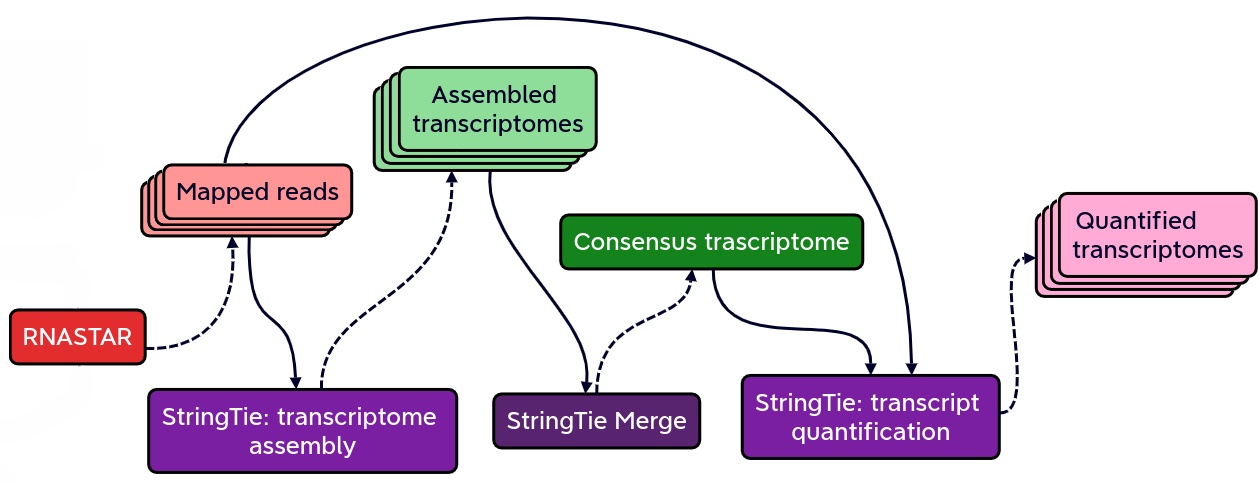 Assembled
transcriptomes
Mapped reads
Quantified
transcriptomes
Consensus trascriptome
RNASTAR
StringTie: transcriptome
assembly
StringTie Merge
StringTie: transcript
quantification